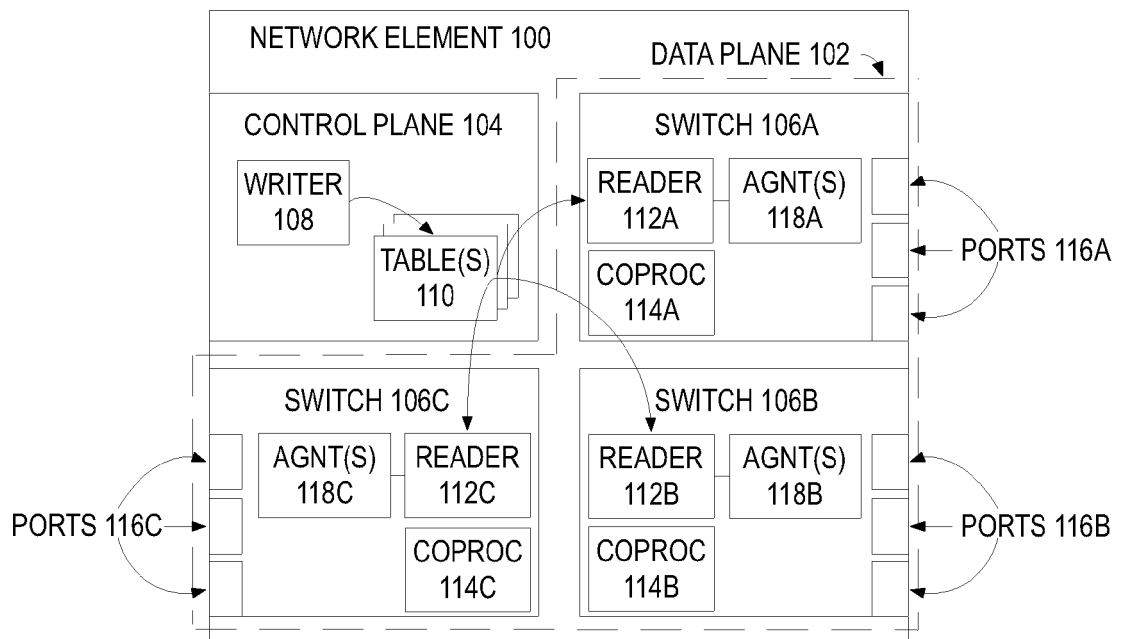 NETWORK ELEMENT 100
DATA PLANE 102
CONTROL PLANE 104
WRITER
108
TABLE(S)
110
SWITCH 106A
READER
112A
AGNT(S)
118A
COPROC
114A
PORTS 116A
SWITCH 106C
AGNT(S)
118C
READER
112C
COPROC
114C
PORTS 116C
SWITCH 106B
READER
112B
AGNT(S)
118B
COPROC
114B
PORTS 116B